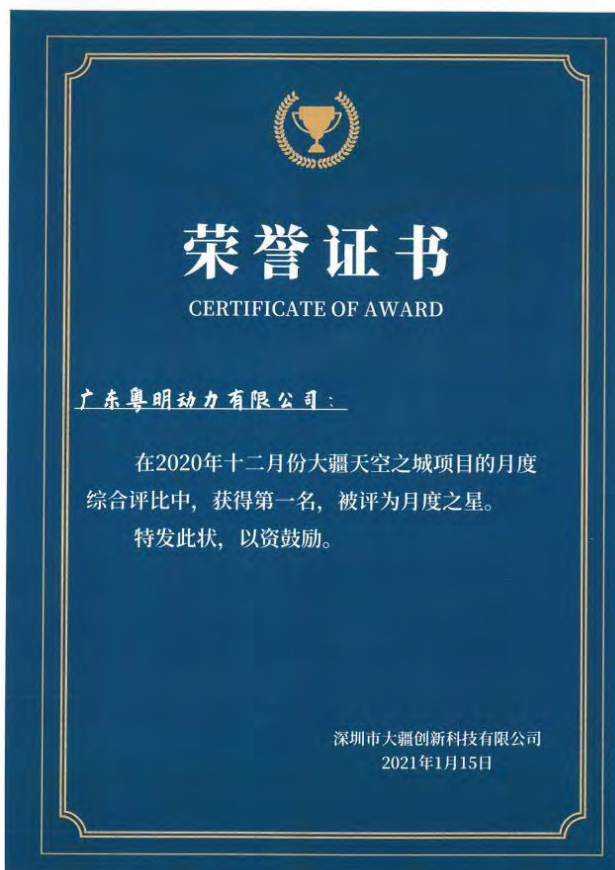 荣誉证书
CERTIFICATE OF AWARD
广东粤明动力有限公司：
在2020年十二月份大疆天空之城项目的月度
综合评比中，获得第一名，被评为月度之星。
特发此状，以资鼓励。
深圳市大疆创新科技有限公司
2021年1月15日